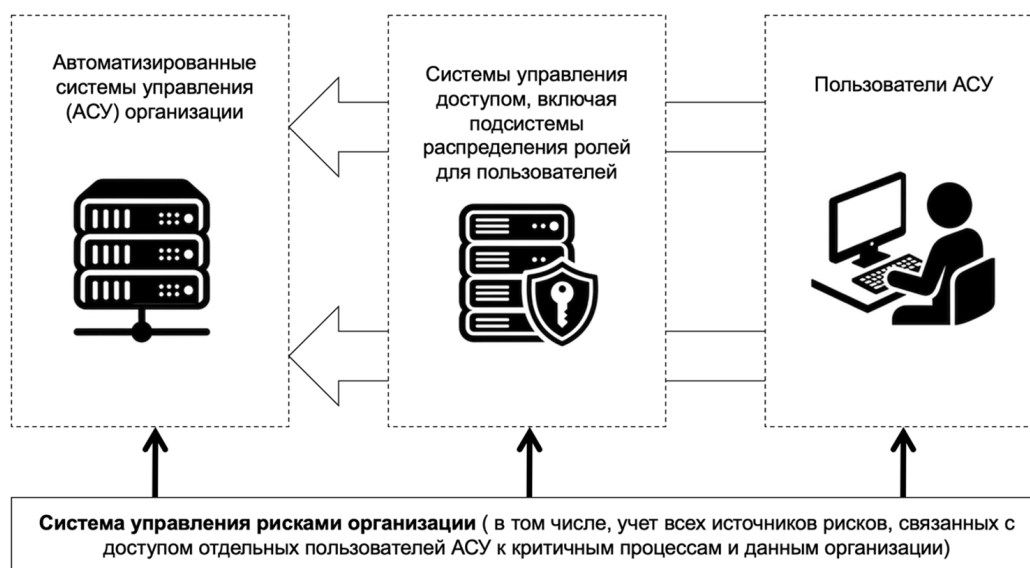 Автоматизированные
системы управления
(АСУ) организации
Системы управления
доступом, включая
подсистемы
распределения ролей
для пользователей
Пользователи АСУ
Система управления рисками организации ( в том числе, учет всех источников рисков, связанных с
доступом отдельных пользователей АСУ к критичным процессам и данным организации)